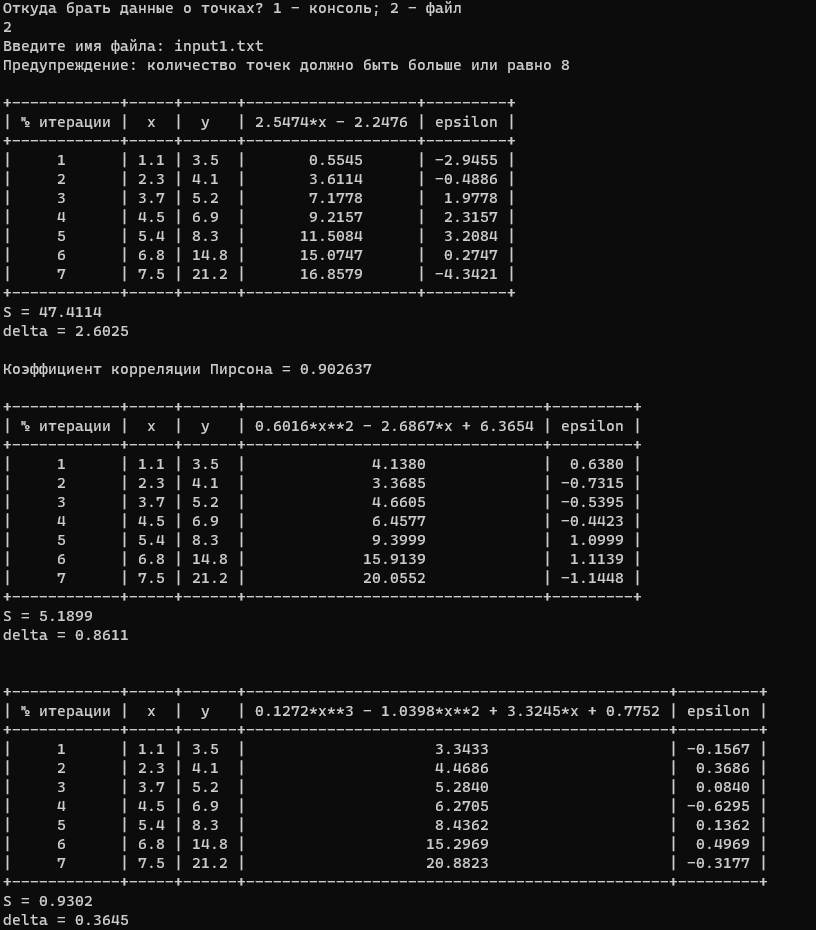 Откуда брать данные о точках? 1 - консоль; 2 - файл
2
Введите имя файла: input1.txt
Предупреждение: количество точек должно быть больше или равно 8
+------------+-----+------+-------------------+---------+
| № итерации |  x  |  y   | 2.5474*x - 2.2476 | epsilon |
+------------+-----+------+-------------------+---------+
|     1      | 1.1 | 3.5  |       0.5545      | -2.9455 |
|     2      | 2.3 | 4.1  |       3.6114      | -0.4886 |
|     3      | 3.7 | 5.2  |       7.1778      |  1.9778 |
|     4      | 4.5 | 6.9  |       9.2157      |  2.3157 |
|     5      | 5.4 | 8.3  |      11.5084      |  3.2084 |
|     6      | 6.8 | 14.8 |      15.0747      |  0.2747 |
|     7      | 7.5 | 21.2 |      16.8579      | -4.3421 |
+------------+-----+------+-------------------+---------+
S = 47.4114
delta = 2.6025
Коэффициент корреляции Пирсона = 0.902637
+------------+-----+------+---------------------------------+---------+
| № итерации |  x  |  y   | 0.6016*x**2 - 2.6867*x + 6.3654 | epsilon |
+------------+-----+------+---------------------------------+---------+
|     1      | 1.1 | 3.5  |              4.1380             |  0.6380 |
|     2      | 2.3 | 4.1  |              3.3685             | -0.7315 |
|     3      | 3.7 | 5.2  |              4.6605             | -0.5395 |
|     4      | 4.5 | 6.9  |              6.4577             | -0.4423 |
|     5      | 5.4 | 8.3  |              9.3999             |  1.0999 |
|     6      | 6.8 | 14.8 |             15.9139             |  1.1139 |
|     7      | 7.5 | 21.2 |             20.0552             | -1.1448 |
+------------+-----+------+---------------------------------+---------+
S = 5.1899
delta = 0.8611
+------------+-----+------+-----------------------------------------------+---------+
| № итерации |  x  |  y   | 0.1272*x**3 - 1.0398*x**2 + 3.3245*x + 0.7752 | epsilon |
+------------+-----+------+-----------------------------------------------+---------+
|     1      | 1.1 | 3.5  |                     3.3433                    | -0.1567 |
|     2      | 2.3 | 4.1  |                     4.4686                    |  0.3686 |
|     3      | 3.7 | 5.2  |                     5.2840                    |  0.0840 |
|     4      | 4.5 | 6.9  |                     6.2705                    | -0.6295 |
|     5      | 5.4 | 8.3  |                     8.4362                    |  0.1362 |
|     6      | 6.8 | 14.8 |                    15.2969                    |  0.4969 |
|     7      | 7.5 | 21.2 |                    20.8823                    | -0.3177 |
+------------+-----+------+-----------------------------------------------+---------+
S = 0.9302
delta = 0.3645